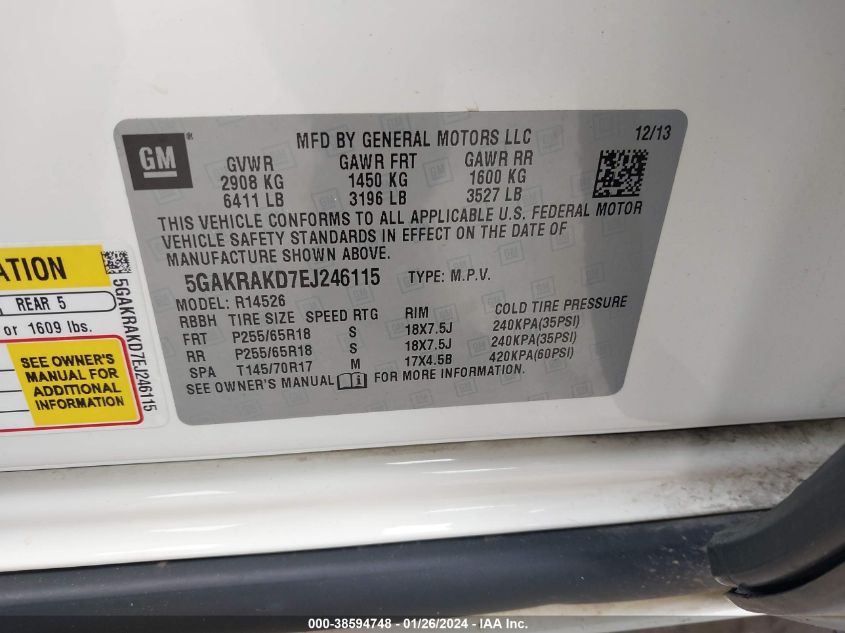 MFD BY GENERAL MOTORS LLC 12/13
GM
GVWR GAWR FRT GAWR RR
2908 KG 1450 KG 1600 KG
6411 LB 3196 LB 3527 LB
THIS VEHICLE CONFORMS TO ALL APPLICABLE U.S. FEDERAL MOTOR
VEHICLE SAFETY STANDARDS IN EFFECT ON THE DATE OF
MANUFACTURE SHOWN ABOVE.
5GAKRAKD7EJ246115 TYPE: M.P.V.
MODEL: R14526
RBBH TIRE SIZE SPEED RTG RIM COLD TIRE PRESSURE
FRT P255/65R18 S 18X7.5J 240KPA(35PSI)
RR P255/65R18 S 18X7.5J 240KPA(35PSI)
SPA T145/70R17 M 17X4.5B 420KPA(60PSI)
SEE OWNER'S MANUAL FOR MORE INFORMATION.
REAR 5
or 1609 lbs.
SEE OWNER'S
MANUAL FOR
ADDITIONAL
INFORMATION
5GAKRAKD7EJ246115
000-38594748 - 01/26/2024 - IAA Inc.